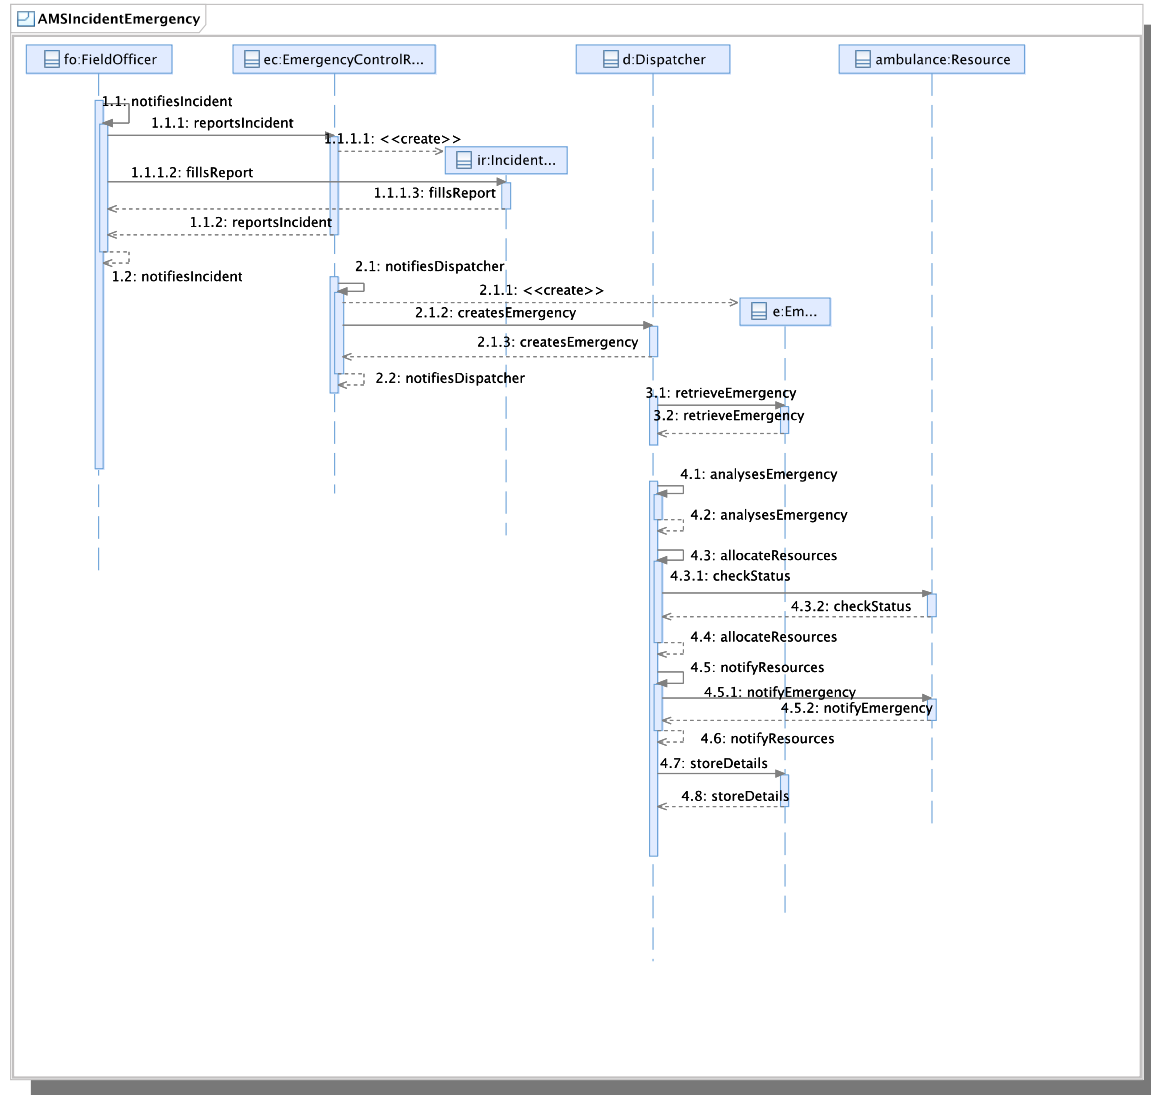 AMSIncidentEmergency
fo:FieldOfficer
ec:EmergencyControlR...
d:Dispatcher
ambulance:Resource
1.1: notifiesIncident
1.1.1: reportsIncident
1.1.1.1: <<create>>
ir:Incident...
1.1.1.2: fillsReport
1.1.1.3: fillsReport
1.1.2: reportsIncident
1.2: notifiesIncident
2.1: notifiesDispatcher
2.1.1: <<create>>
e:Em...
2.1.2: createsEmergency
2.1.3: createsEmergency
2.2: notifiesDispatcher
3.1: retrieveEmergency
3.2: retrieveEmergency
4.1: analysesEmergency
4.2: analysesEmergency
4.3: allocateResources
4.3.1: checkStatus
4.3.2: checkStatus
4.4: allocateResources
4.5: notifyResources
4.5.1: notifyEmergency
4.5.2: notifyEmergency
4.6: notifyResources
4.7: storeDetails
4.8: storeDetails